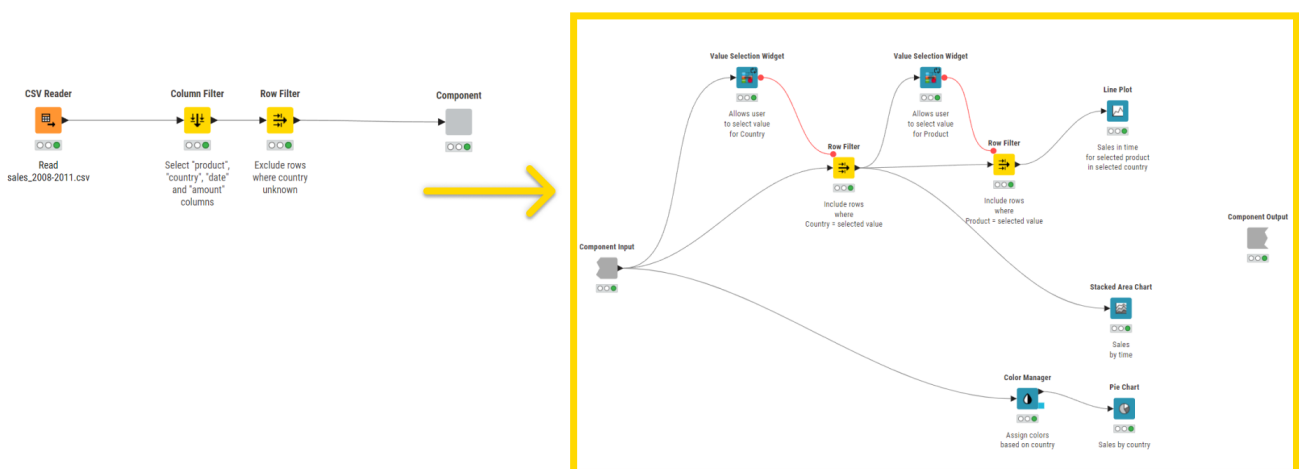 CSV Reader
Read
sales_2008-2011.csv
Column Filter
Select "product",
"country", "date"
and "amount"
columns
Row Filter
Exclude rows
where country
unknown
Component
Component Input
Value Selection Widget
Allows user
to select value
for Country
Row Filter
Include rows
where
Country = selected value
Value Selection Widget
Allows user
to select value
for Product
Row Filter
Include rows
where
Product = selected value
Line Plot
Sales in time
for selected product
in selected country
Component Output
Stacked Area Chart
Sales
by time
Color Manager
Assign colors
based on country
Pie Chart
Sales by country